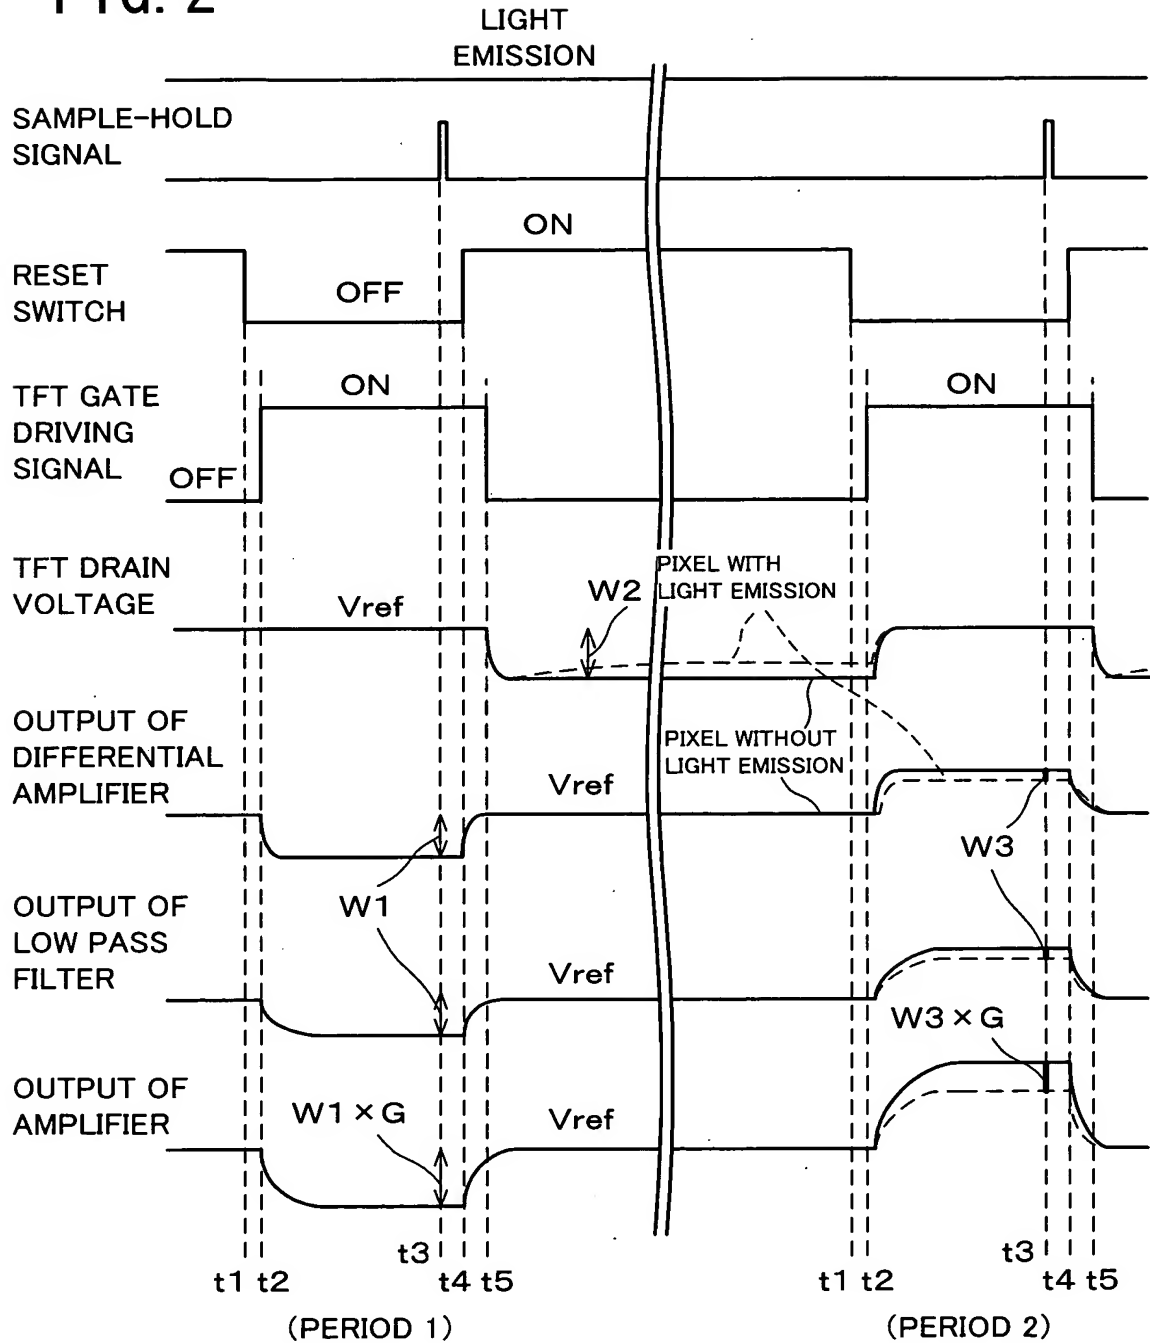 FIG. 2
LIGHT
EMISSION
SAMPLE-HOLD
SIGNAL
ON
RESET
SWITCH
OFF
TFT GATE
DRIVING
SIGNAL
ON
ON
OFF
TFT DRAIN
VOLTAGE
Vref
W2
PIXEL WITH
LIGHT EMISSION
OUTPUT OF
DIFFERENTIAL
AMPLIFIER
Vref
PIXEL WITHOUT
LIGHT EMISSION
W3
W1
OUTPUT OF
LOW PASS
FILTER
Vref
W3×G
OUTPUT OF
AMPLIFIER
W1×G
Vref
t3
t3
t1 t2 t4 t5
t1 t2 t4 t5
(PERIOD 1)
(PERIOD 2)